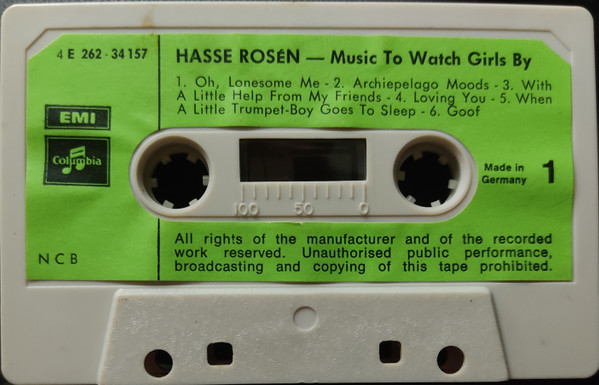 4 E 262-34157
HASSE ROSÉN — Music To Watch Girls By
1. Oh, Lonesome Me - 2. Archiepelago Moods - 3. With
A Little Help From My Friends - 4. Loving You - 5. When
A Little Trumpet-Boy Goes To Sleep - 6. Goof
EMI
Columbia
100 50 0
Made in
Germany
1
All rights of the manufacturer and of the recorded
work reserved. Unauthorised public performance,
broadcasting and copying of this tape prohibited.
NCB